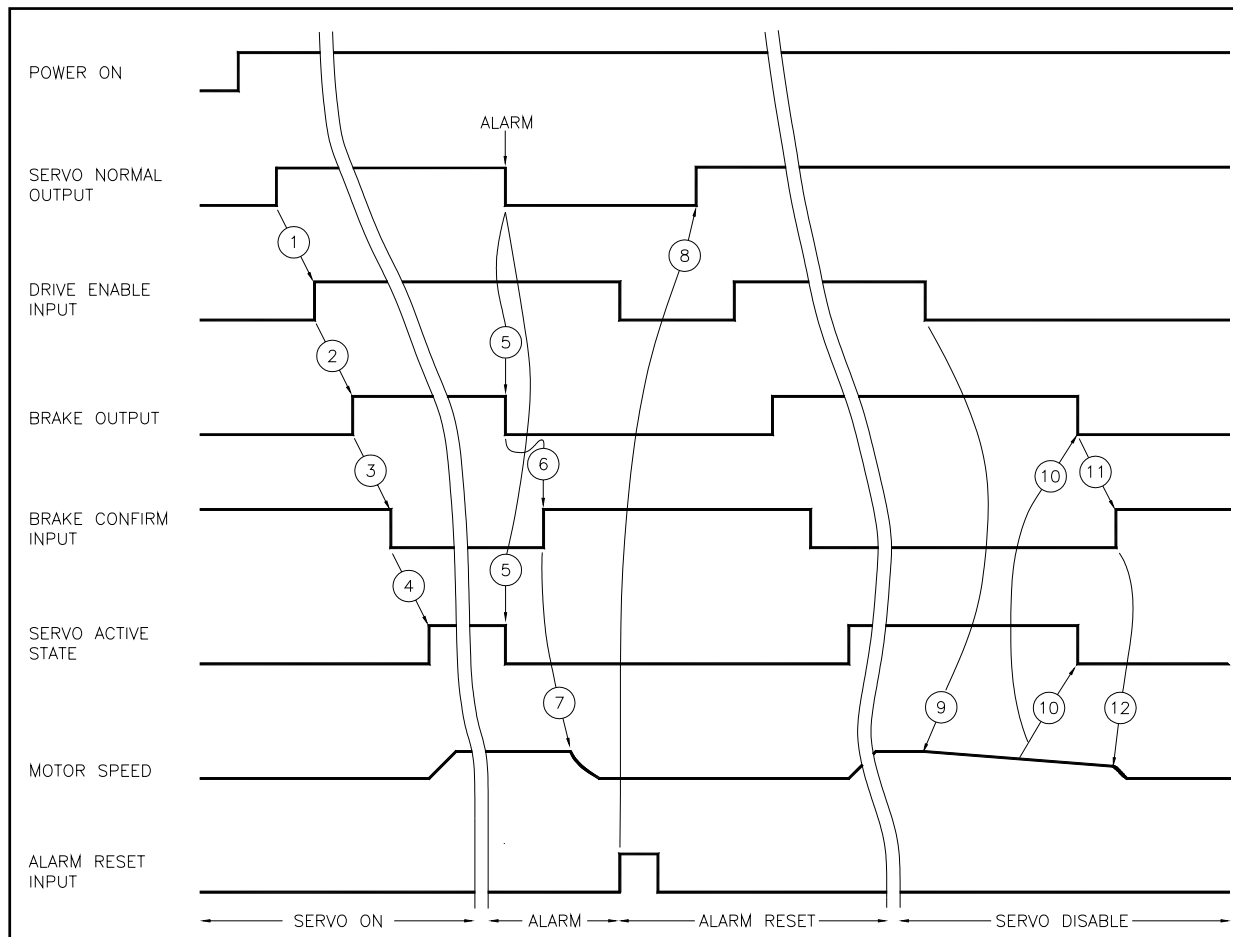 POWER ON
ALARM
SERVO NORMAL
OUTPUT
1
8
DRIVE ENABLE
INPUT
2
5
BRAKE OUTPUT
3
6
10
11
BRAKE CONFIRM
INPUT
4
5
SERVO ACTIVE
STATE
7
9
10
12
MOTOR SPEED
ALARM RESET
INPUT
SERVO ON
ALARM
ALARM RESET
SERVO DISABLE